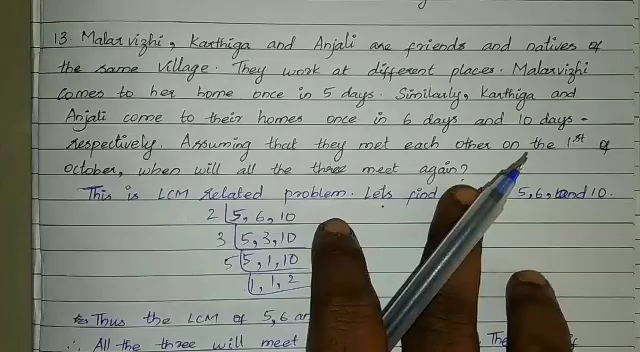 13. Malarvizhi, Karthiga and Anjali are friends and natives of
the same village. They work at different places. Malarvizhi
comes to her home once in 5 days. Similarly, Karthiga and
Anjali come to their homes once in 6 days and 10 days
respectively. Assuming that they met each other on the 1st of
october, when will all the three meet again?
This is LCM related problem. Lets find 5, 6, and 10.
2 5, 6, 10
3 5, 3, 10
5 5, 1, 10
1, 1, 2
Thus the LCM of 5, 6
∴ All the three will meet